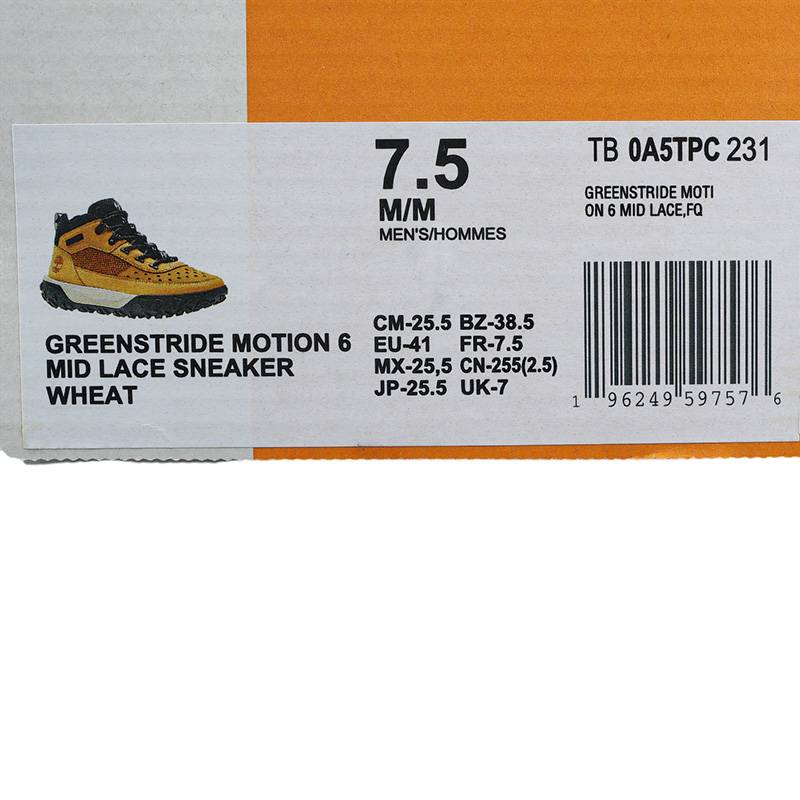 7.5
M/M
MEN'S/HOMMES
TB 0A5TPC 231
GREENSTRIDE MOTI
ON 6 MID LACE,FQ
GREENSTRIDE MOTION 6
MID LACE SNEAKER
WHEAT
CM-25.5 BZ-38.5
EU-41 FR-7.5
MX-25,5 CN-255(2.5)
JP-25.5 UK-7
1 96249 59757 6